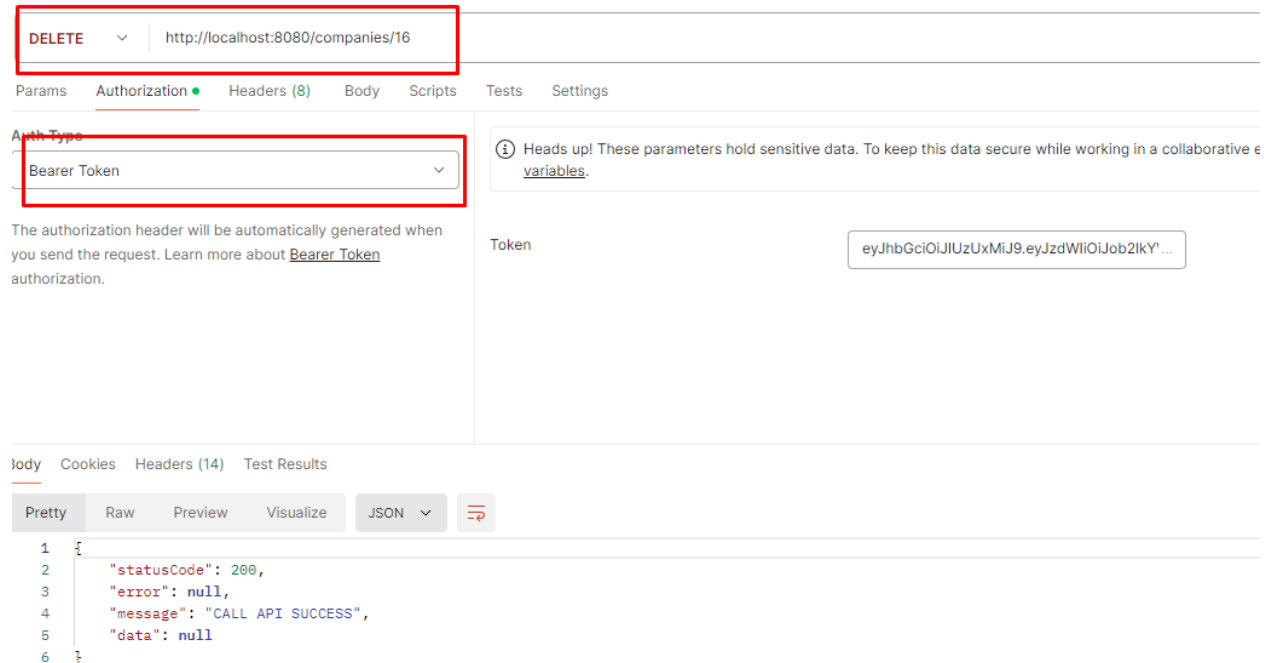 DELETE http://localhost:8080/companies/16
Params Authorization Headers (8) Body Scripts Tests Settings
Auth Type
Bearer Token
Heads up! These parameters hold sensitive data. To keep this data secure while working in a collaborative e
variables.
The authorization header will be automatically generated when
you send the request. Learn more about Bearer Token
authorization.
Token eyJhbGciOiJIUzUxMiJ9.eyJzdWIiOiJob2lkY'...
Body Cookies Headers (14) Test Results
Pretty Raw Preview Visualize JSON
1 {
2 "statusCode": 200,
3 "error": null,
4 "message": "CALL API SUCCESS",
5 "data": null
6 }